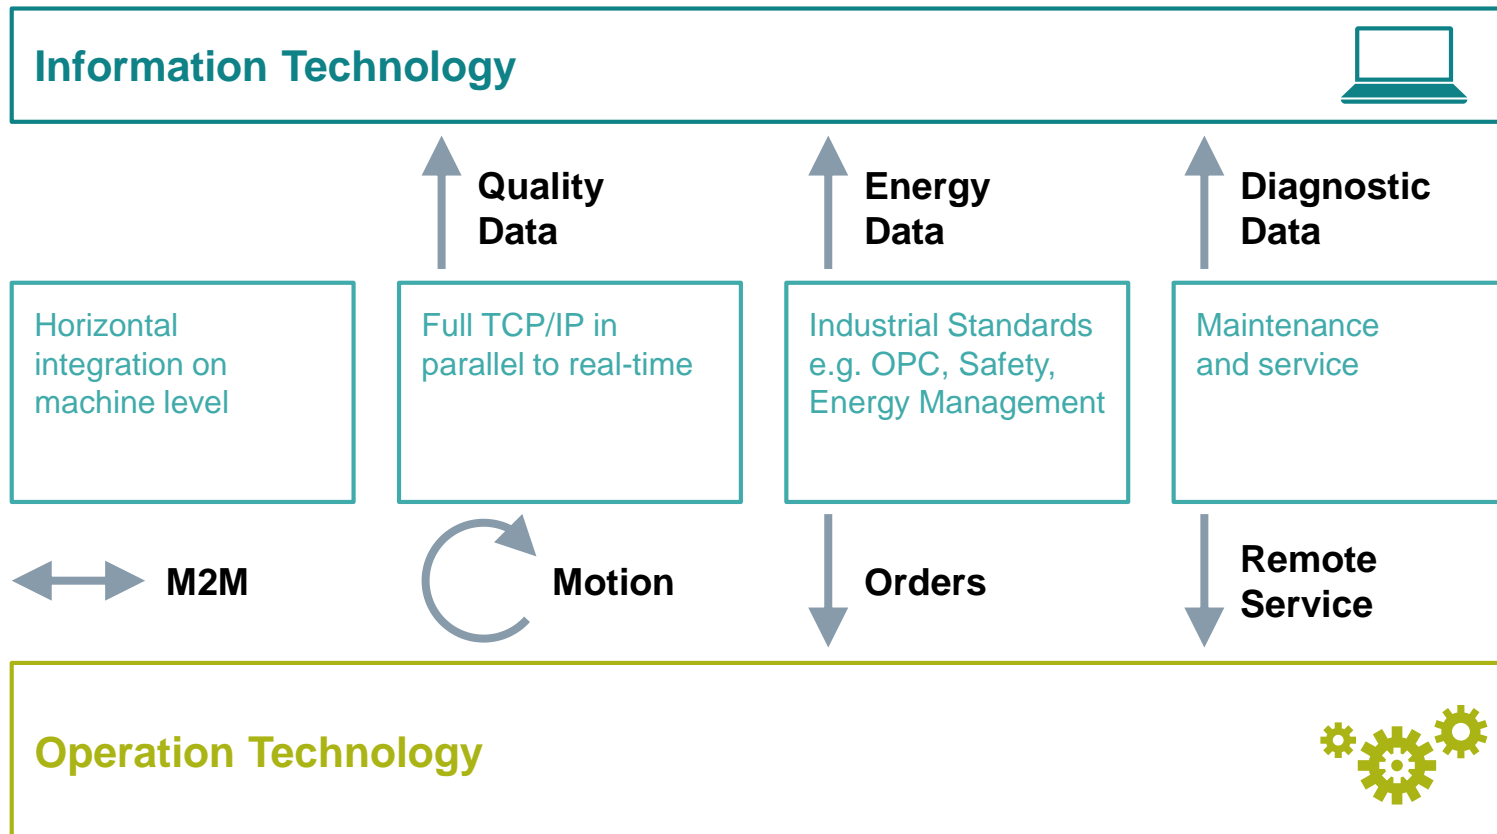 Information Technology
Quality
Data
Energy
Data
Diagnostic
Data
Horizontal
integration on
machine level
Full TCP/IP in
parallel to real-time
Industrial Standards
e.g. OPC, Safety,
Energy Management
Maintenance
and service
M2M
Motion
Orders
Remote
Service
Operation Technology